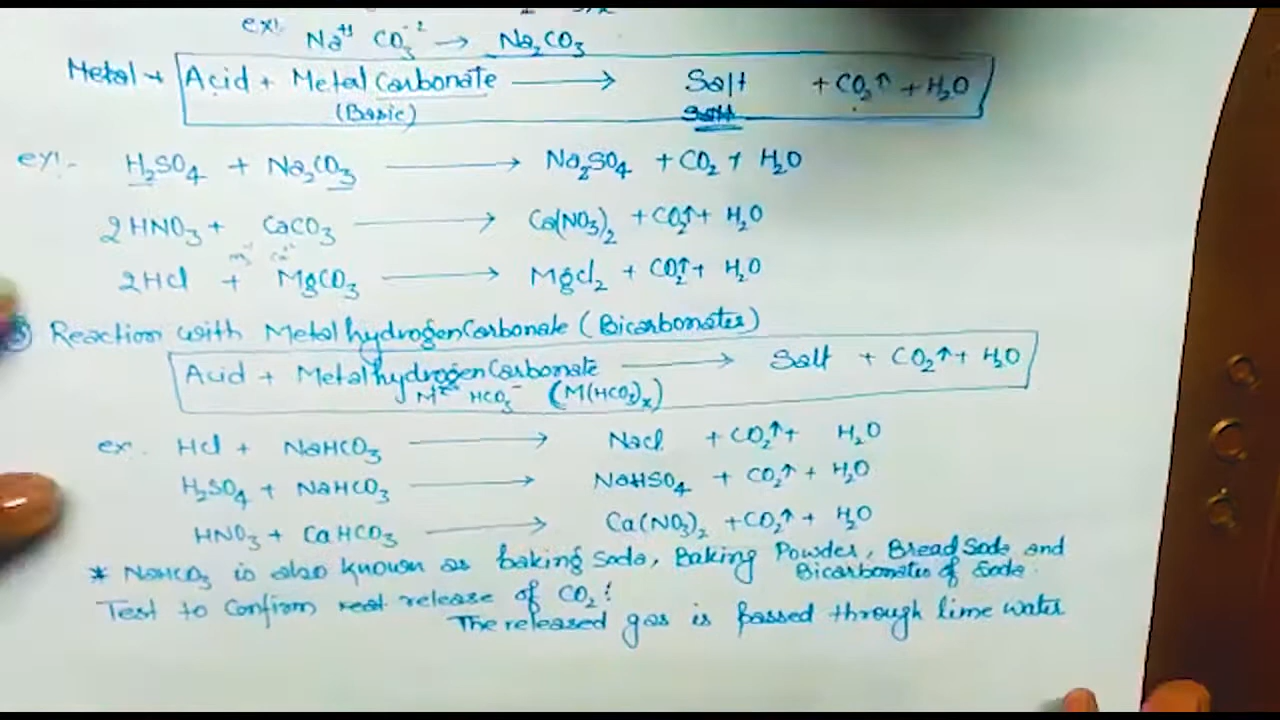 ex:
Na⁺¹ CO₃⁻² → Na₂CO₃
Metal + Acid + Metal Carbonate → Salt + CO₂↑ + H₂O
(Basic)
ex:- H₂SO₄ + Na₂CO₃ → Na₂SO₄ + CO₂ + H₂O
2HNO₃ + CaCO₃ → Ca(NO₃)₂ + CO₂↑ + H₂O
2HCl + MgCO₃ → MgCl₂ + CO₂↑ + H₂O
Reaction with Metal hydrogen Carbonate (Bicarbonates)
Acid + Metal hydrogen Carbonate → Salt + CO₂↑ + H₂O
HCO₃⁻ (M(HCO₃)ₓ)
ex. HCl + NaHCO₃ → NaCl + CO₂↑ + H₂O
H₂SO₄ + NaHCO₃ → NaHSO₄ + CO₂↑ + H₂O
HNO₃ + CaHCO₃ → Ca(NO₃)₂ + CO₂↑ + H₂O
* NaHCO₃ is also known as baking Soda, Baking Powder, Bread Soda and
Bicarbonates of Soda.
Test to Confirm release of CO₂:
The released gas is passed through lime water